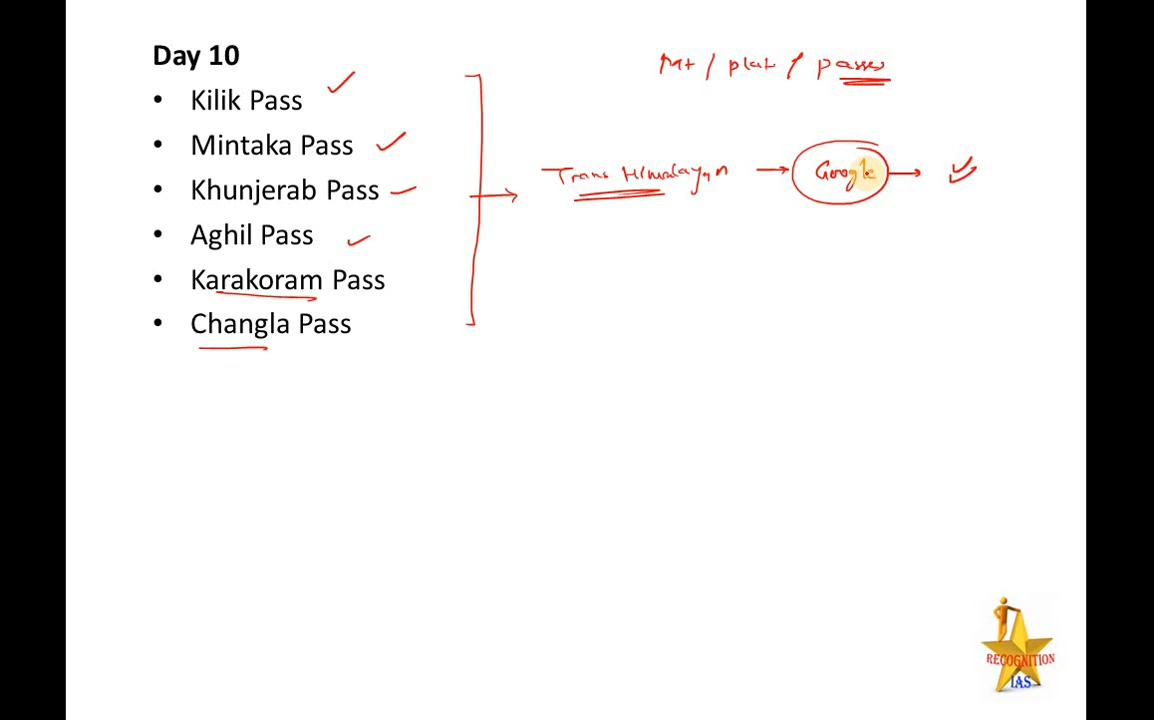 Day 10
• Kilik Pass
• Mintaka Pass
• Khunjerab Pass
• Aghil Pass
• Karakoram Pass
• Changla Pass
Mt / plat / passes
Trans Himalayan → Google →
RECOGNITION
IAS